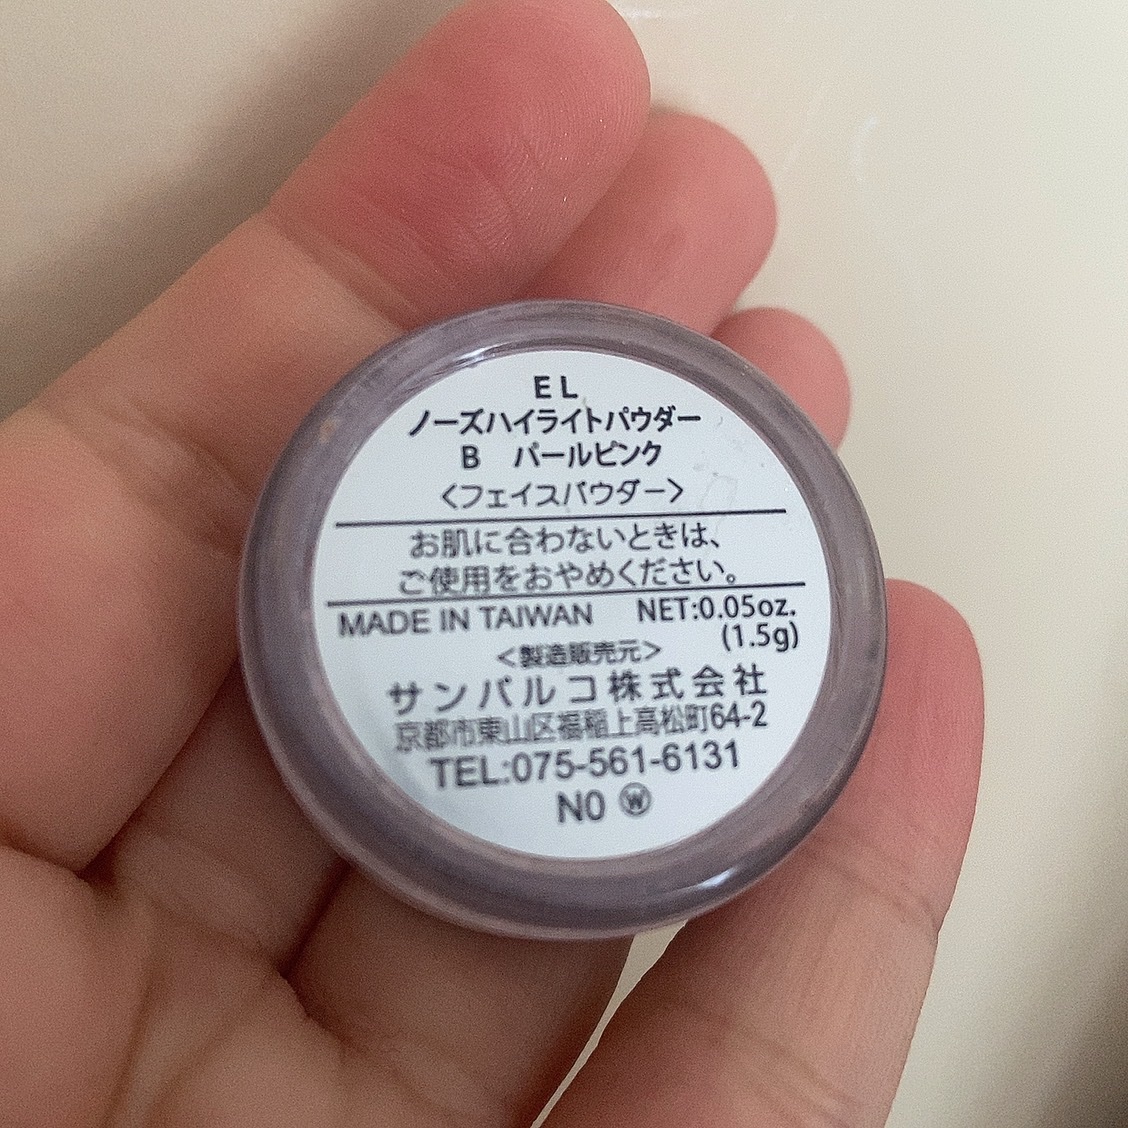 EL
ノーズハイライトパウダー
B パールピンク
<フェイスパウダー>
お肌に合わないときは、
ご使用をおやめください。
MADE IN TAIWAN NET:0.05oz.
(1.5g)
<製造販売元>
サンパルコ株式会社
京都市東山区福稲上高松町64-2
TEL:075-561-6131
N0 Ⓦ